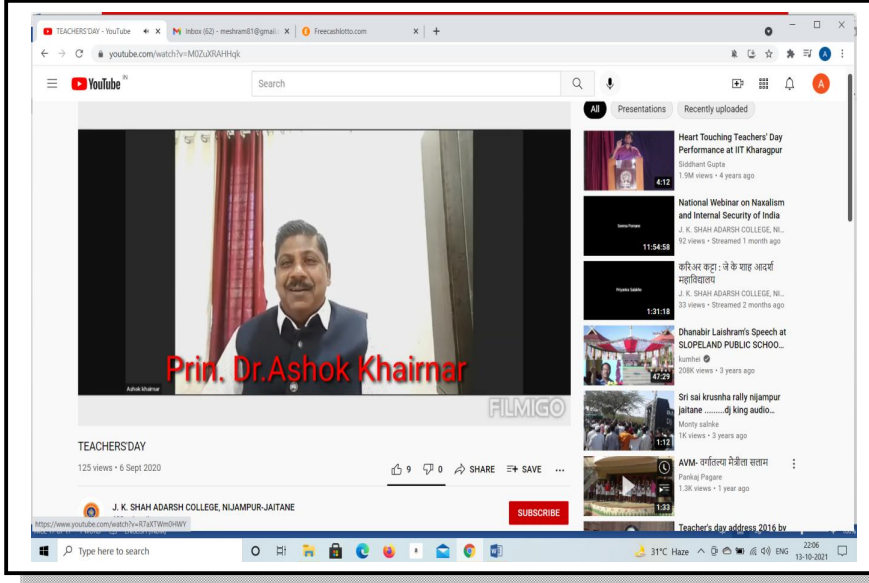 TEACHERS'DAY - YouTube
Inbox (62) - meshram81@gmail.
Freecashlotto.com
youtube.com/watch?v=M0ZuXRAHHqk
YouTube IN
Search
A
All
Presentations
Recently uploaded
Ashok khairnar
Prin. Dr.Ashok Khairnar
FILMIGO
TEACHERS'DAY
125 views • 6 Sept 2020
9
0
SHARE
SAVE
J. K. SHAH ADARSH COLLEGE, NIJAMPUR-JAITANE
SUBSCRIBE
4:12
Heart Touching Teachers' Day
Performance at IIT Kharagpur
Siddhant Gupta
1.9M views • 4 years ago
11:54:58
National Webinar on Naxalism
and Internal Security of India
J. K. SHAH ADARSH COLLEGE, NI...
92 views • Streamed 1 month ago
Priyanka Salakhe
1:31:18
करिअर कट्टा : जे के शाह आदर्श
महाविद्यालय
J. K. SHAH ADARSH COLLEGE, NI...
33 views • Streamed 2 months ago
47:29
Dhanabir Laishram's Speech at
SLOPELAND PUBLIC SCHOO...
kumhei
208K views • 3 years ago
1:12
Sri sai krusnha rally nijampur
jaitane .........dj king audio...
Monty salnke
1K views • 3 years ago
1:33
AVM- वर्गातल्या मैत्रीला सलाम
Pankaj Pagare
1.3K views • 1 year ago
Teacher's day address 2016 by
https://www.youtube.com/watch?v=R7aXTWm0HWY
Type here to search
31°C Haze
ENG
22:06
13-10-2021